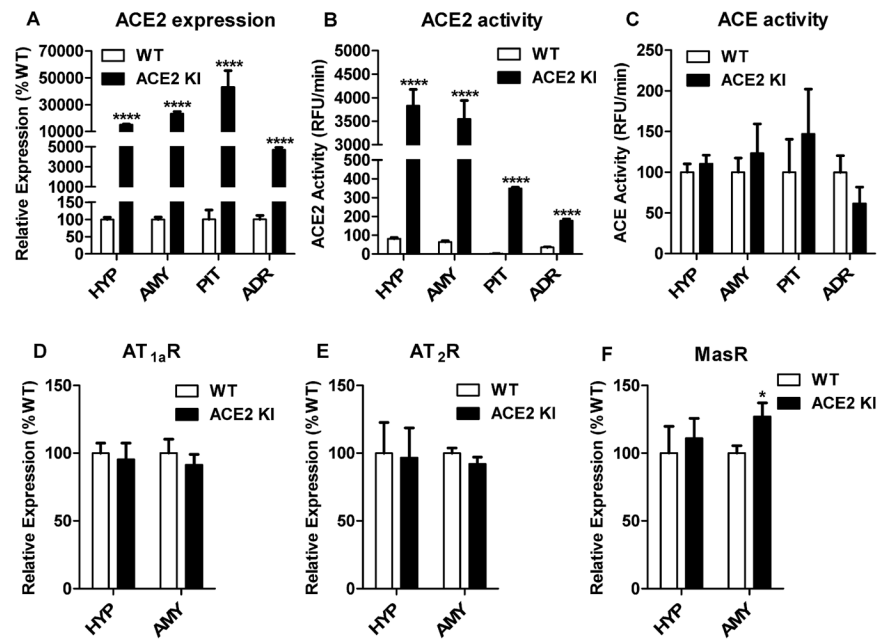 A ACE2 expression
Relative Expression (%WT)
70000
50000
30000
10000
5000
3000
1000
150
100
50
0
WT
ACE2 KI
****
****
****
****
HYP
AMY
PIT
ADR
B ACE2 activity
ACE2 Activity (RFU/min)
5000
4500
4000
3500
3000
500
400
300
200
100
0
WT
ACE2 KI
****
****
****
****
HYP
AMY
PIT
ADR
C ACE activity
ACE Activity (RFU/min)
250
200
150
100
50
0
WT
ACE2 KI
HYP
AMY
PIT
ADR
D AT1aR
Relative Expression (%WT)
150
100
50
0
WT
ACE2 KI
HYP
AMY
E AT2R
Relative Expression (%WT)
150
100
50
0
WT
ACE2 KI
HYP
AMY
F MasR
Relative Expression (%WT)
150
100
50
0
WT
ACE2 KI
*
HYP
AMY